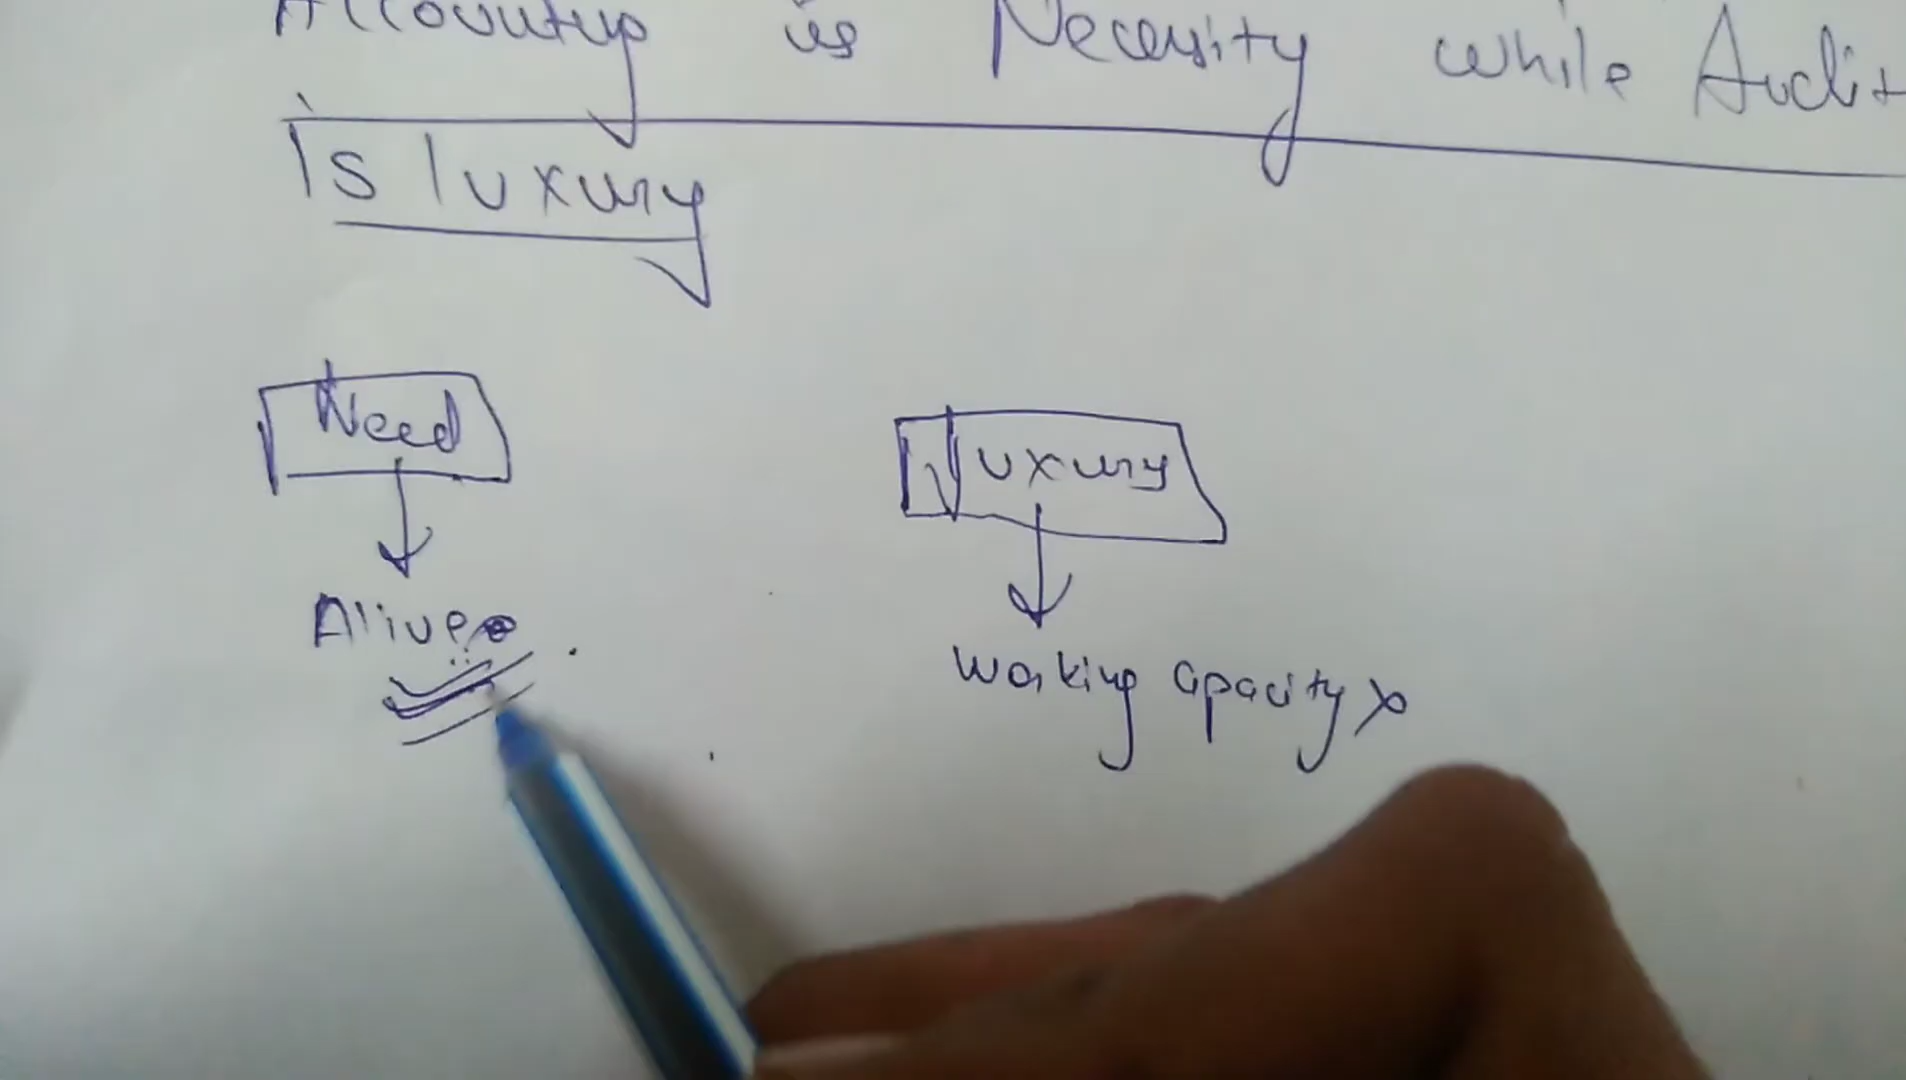 Accounting is Necessity while Audit
is luxury
Need
Luxury
Alive
Working Capacity